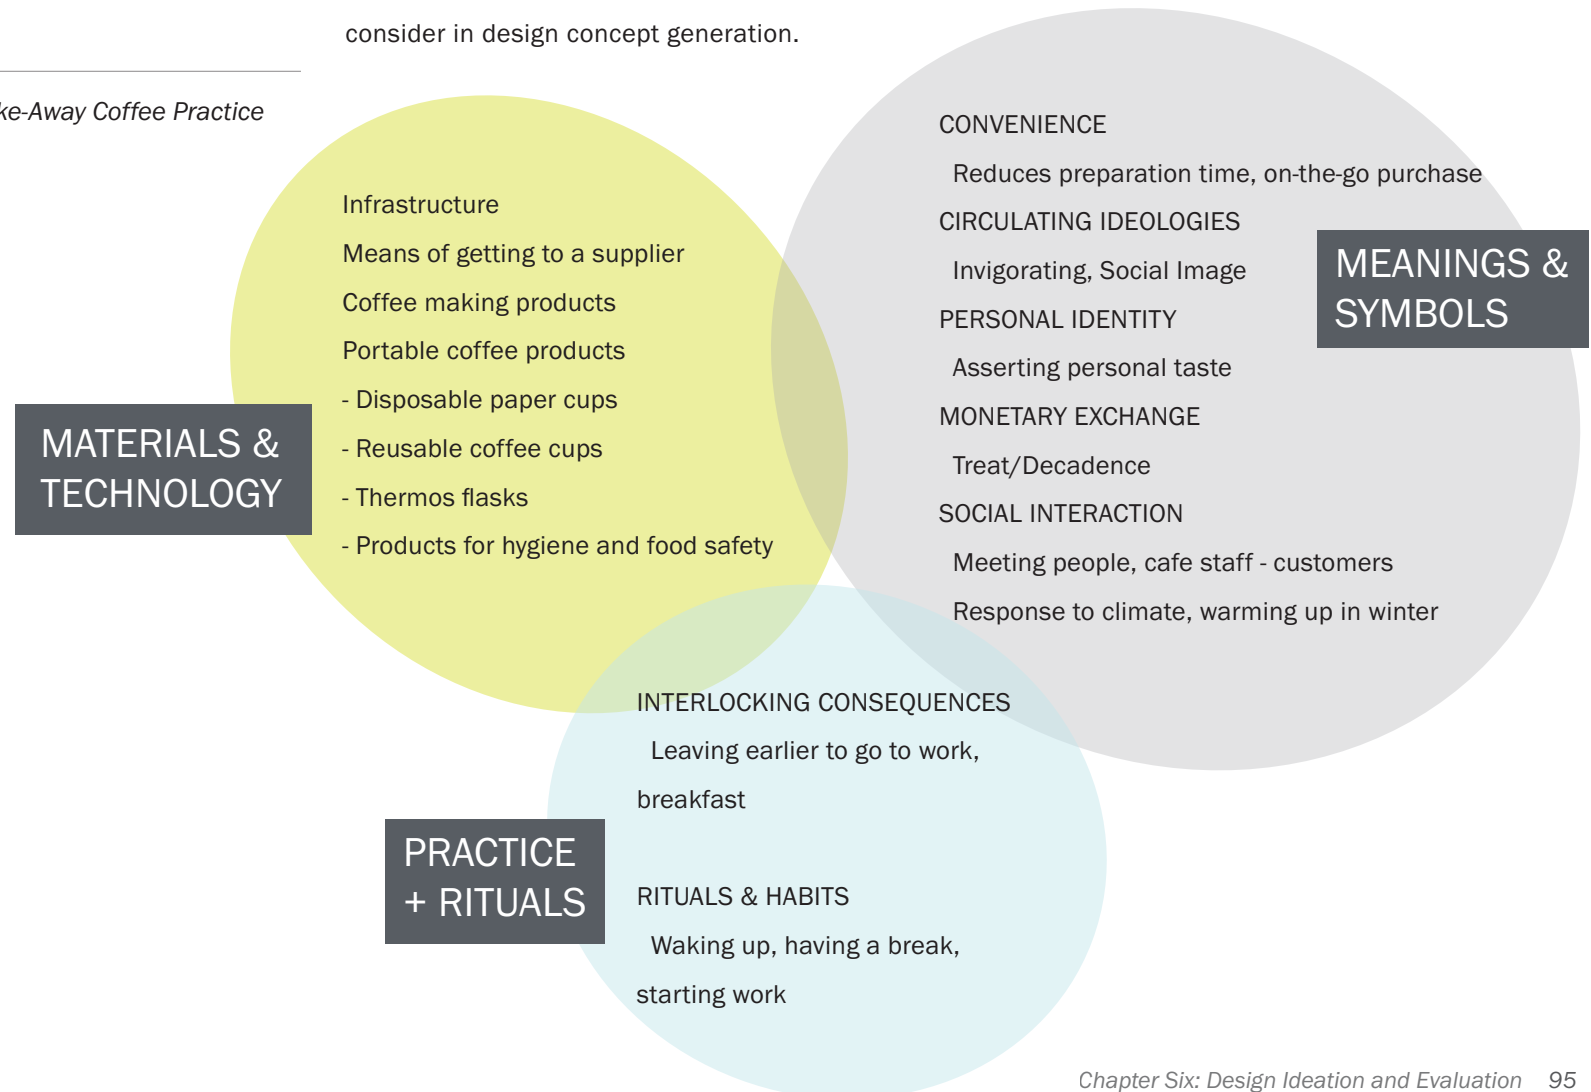 consider in design concept generation.
ke-Away Coffee Practice
Infrastructure
Means of getting to a supplier
Coffee making products
Portable coffee products
- Disposable paper cups
- Reusable coffee cups
- Thermos flasks
- Products for hygiene and food safety
MATERIALS &
TECHNOLOGY
CONVENIENCE
Reduces preparation time, on-the-go purchase
CIRCULATING IDEOLOGIES
Invigorating, Social Image
PERSONAL IDENTITY
Asserting personal taste
MONETARY EXCHANGE
Treat/Decadence
SOCIAL INTERACTION
Meeting people, cafe staff - customers
Response to climate, warming up in winter
MEANINGS &
SYMBOLS
INTERLOCKING CONSEQUENCES
Leaving earlier to go to work,
breakfast
RITUALS & HABITS
Waking up, having a break,
starting work
PRACTICE
+ RITUALS
Chapter Six: Design Ideation and Evaluation 95